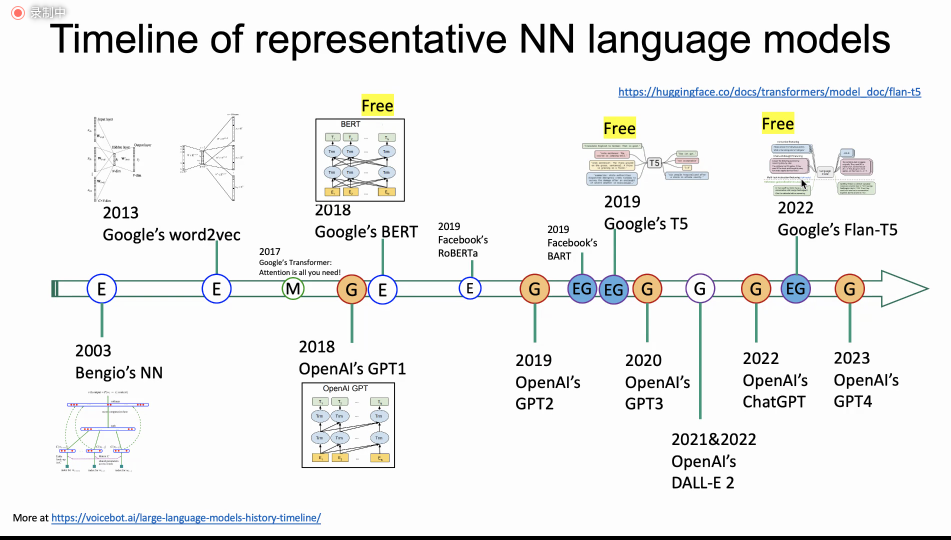 录制中
Timeline of representative NN language models
https://huggingface.co/docs/transformers/model_doc/flan-t5
Free
BERT
Free
T5
Free
2013
Google's word2vec
2018
Google's BERT
2017
Google's Transformer:
Attention is all you need!
2019
Facebook's
RoBERTa
2019
Facebook's
BART
2019
Google's T5
2022
Google's Flan-T5
E
E
M
G
E
E
G
EG
EG
G
G
G
EG
G
2003
Bengio's NN
2018
OpenAI's GPT1
OpenAI GPT
2019
OpenAI's
GPT2
2020
OpenAI's
GPT3
2021&2022
OpenAI's
DALL-E 2
2022
OpenAI's
ChatGPT
2023
OpenAI's
GPT4
More at https://voicebot.ai/large-language-models-history-timeline/